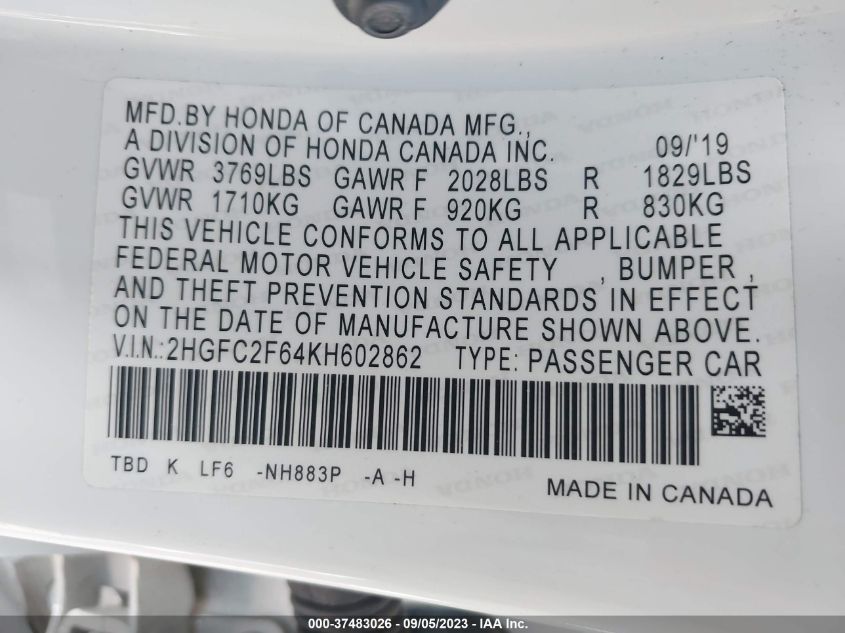 MFD.BY HONDA OF CANADA MFG.,
A DIVISION OF HONDA CANADA INC. 09/'19
GVWR 3769LBS GAWR F 2028LBS R 1829LBS
GVWR 1710KG GAWR F 920KG R 830KG
THIS VEHICLE CONFORMS TO ALL APPLICABLE
FEDERAL MOTOR VEHICLE SAFETY , BUMPER ,
AND THEFT PREVENTION STANDARDS IN EFFECT
ON THE DATE OF MANUFACTURE SHOWN ABOVE.
V.I.N.: 2HGFC2F64KH602862 TYPE: PASSENGER CAR
TBD K LF6 -NH883P -A -H
MADE IN CANADA
000-37483026 - 09/05/2023 - IAA Inc.